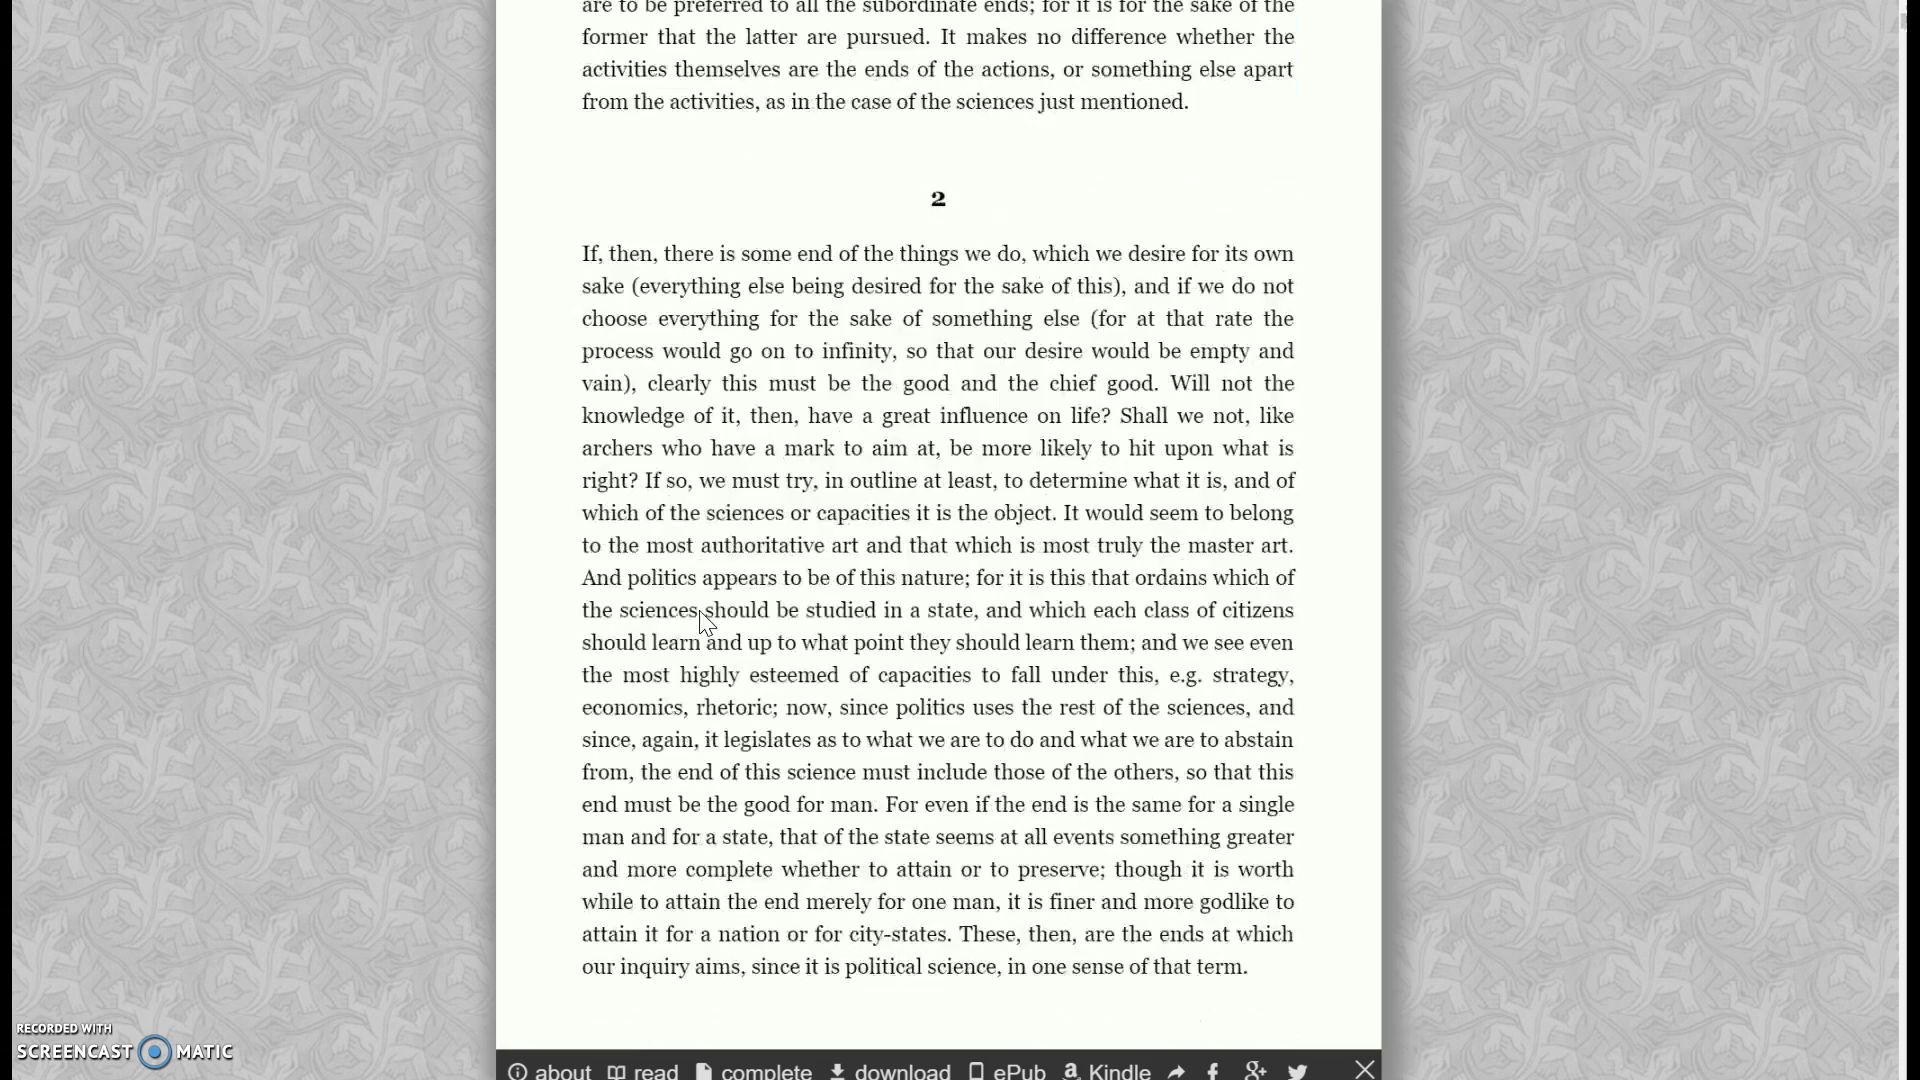 are to be preferred to all the subordinate ends; for it is for the sake of the
former that the latter are pursued. It makes no difference whether the
activities themselves are the ends of the actions, or something else apart
from the activities, as in the case of the sciences just mentioned.
2
If, then, there is some end of the things we do, which we desire for its own
sake (everything else being desired for the sake of this), and if we do not
choose everything for the sake of something else (for at that rate the
process would go on to infinity, so that our desire would be empty and
vain), clearly this must be the good and the chief good. Will not the
knowledge of it, then, have a great influence on life? Shall we not, like
archers who have a mark to aim at, be more likely to hit upon what is
right? If so, we must try, in outline at least, to determine what it is, and of
which of the sciences or capacities it is the object. It would seem to belong
to the most authoritative art and that which is most truly the master art.
And politics appears to be of this nature; for it is this that ordains which of
the sciences should be studied in a state, and which each class of citizens
should learn and up to what point they should learn them; and we see even
the most highly esteemed of capacities to fall under this, e.g. strategy,
economics, rhetoric; now, since politics uses the rest of the sciences, and
since, again, it legislates as to what we are to do and what we are to abstain
from, the end of this science must include those of the others, so that this
end must be the good for man. For even if the end is the same for a single
man and for a state, that of the state seems at all events something greater
and more complete whether to attain or to preserve; though it is worth
while to attain the end merely for one man, it is finer and more godlike to
attain it for a nation or for city-states. These, then, are the ends at which
our inquiry aims, since it is political science, in one sense of that term.
RECORDED WITH
SCREENCAST MATIC
about read complete download ePub Kindle